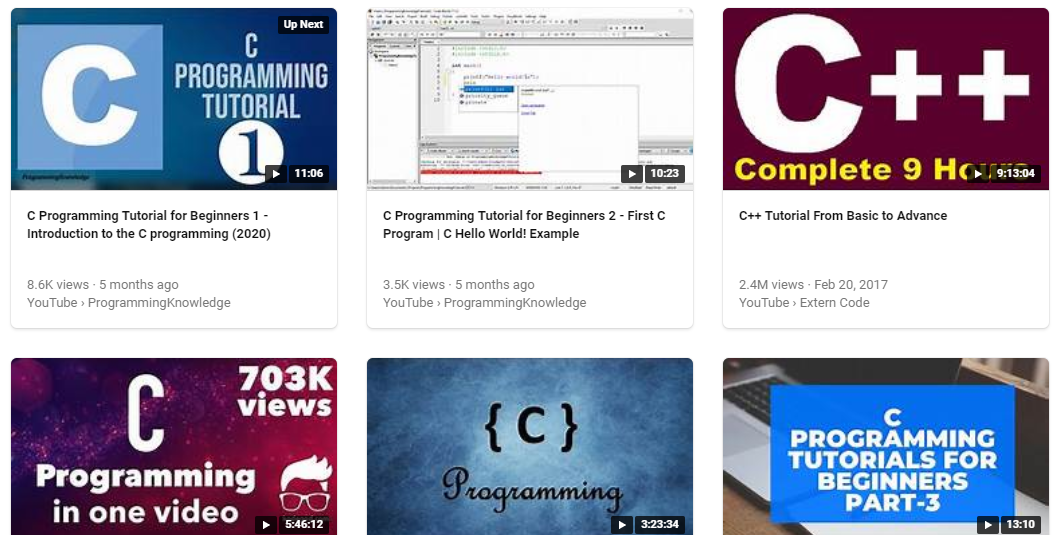 Up Next
C
C
PROGRAMMING
TUTORIAL
1
ProgrammingKnowledge
11:06
10:23
C++
Complete 9 Hours
9:13:04
C Programming Tutorial for Beginners 1 -
Introduction to the C programming (2020)
8.6K views · 5 months ago
YouTube › ProgrammingKnowledge
C Programming Tutorial for Beginners 2 - First C
Program | C Hello World! Example
3.5K views · 5 months ago
YouTube › ProgrammingKnowledge
C++ Tutorial From Basic to Advance
2.4M views · Feb 20, 2017
YouTube › Extern Code
703K
views
C
Programming
in one video
5:46:12
{ C }
Programming
3:23:34
C
PROGRAMMING
TUTORIALS FOR
BEGINNERS
PART-3
13:10